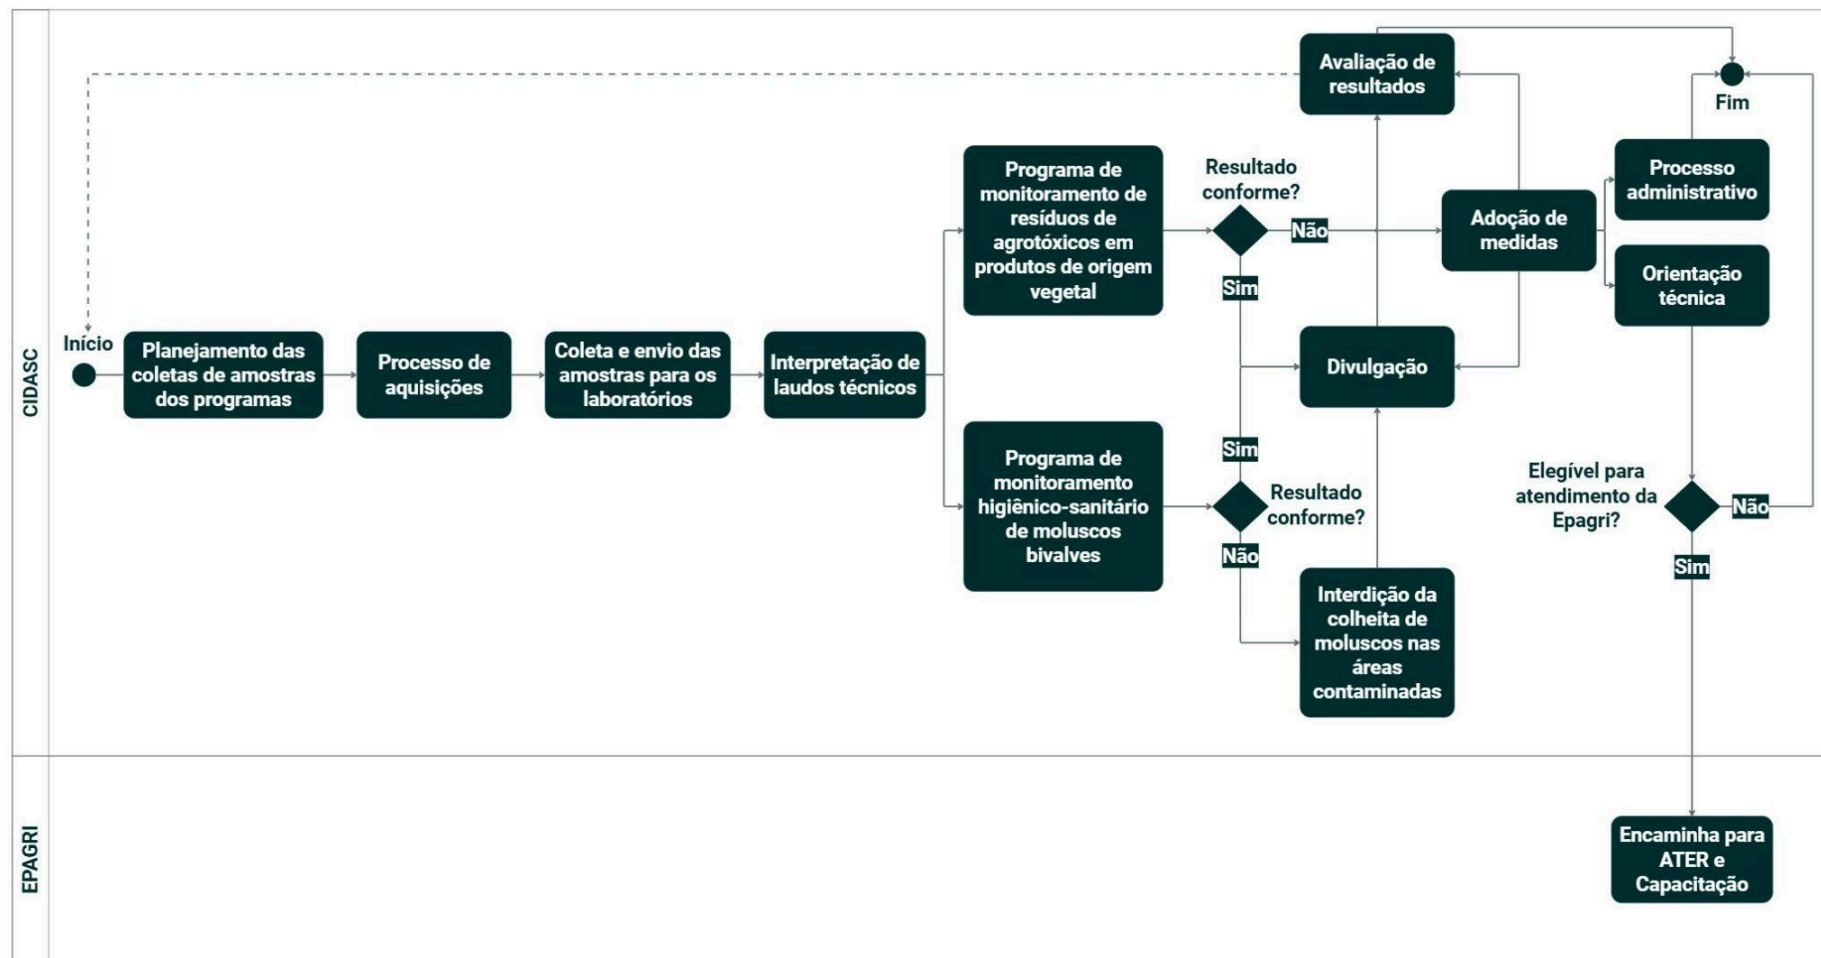 CIDASC
Início
Planejamento das
coletas de amostras
dos programas
Processo de
aquisições
Coleta e envio das
amostras para os
laboratórios
Interpretação de
laudos técnicos
Programa de
monitoramento de
resíduos de
agrotóxicos em
produtos de origem
vegetal
Resultado
conforme?
Não
Sim
Programa de
monitoramento
higiênico-sanitário
de moluscos
bivalves
Resultado
conforme?
Sim
Não
Interdição da
colheita de
moluscos nas
áreas
contaminadas
Divulgação
Avaliação de
resultados
Adoção de
medidas
Processo
administrativo
Orientação
técnica
Fim
Elegível para
atendimento da
Epagri?
Não
Sim
EPAGRI
Encaminha para
ATER e
Capacitação